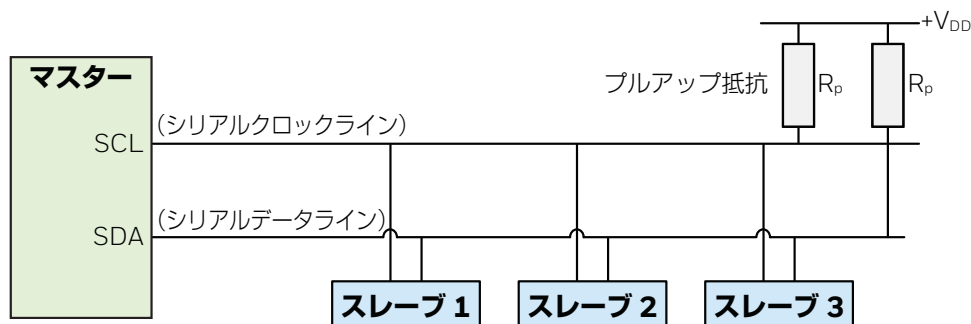 +VDD
マスター
プルアップ抵抗 Rp Rp
(シリアルクロックライン)
SCL
(シリアルデータライン)
SDA
スレーブ 1 スレーブ 2 スレーブ 3